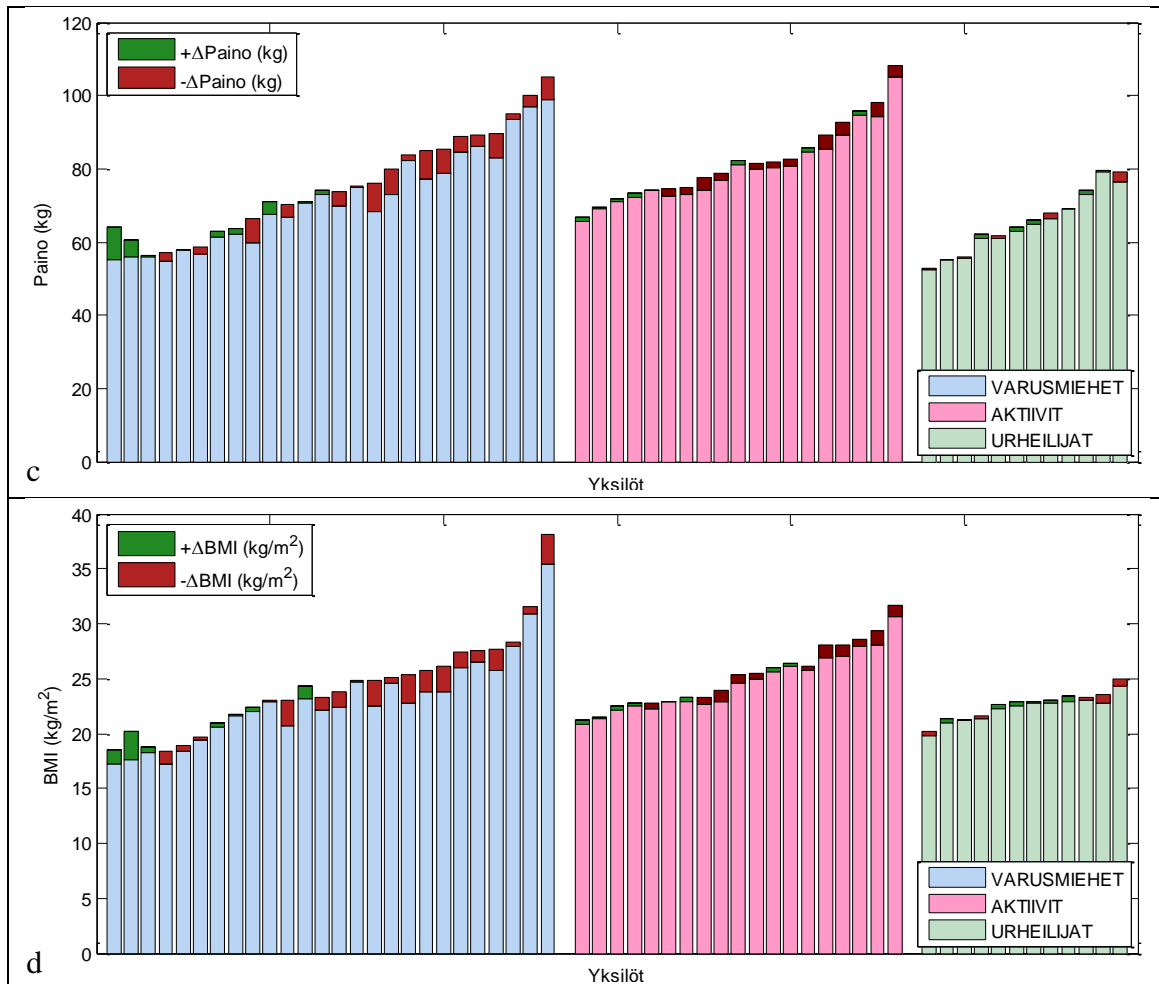 120
+ΔPaino (kg)
-ΔPaino (kg)
100
80
60
40
20
0
Paino (kg)
VARUSMIEHET
AKTIIVIT
URHEILIJAT
c
Yksilöt
40
+ΔBMI (kg/m²)
-ΔBMI (kg/m²)
35
30
25
20
15
10
5
0
BMI (kg/m²)
VARUSMIEHET
AKTIIVIT
URHEILIJAT
d
Yksilöt